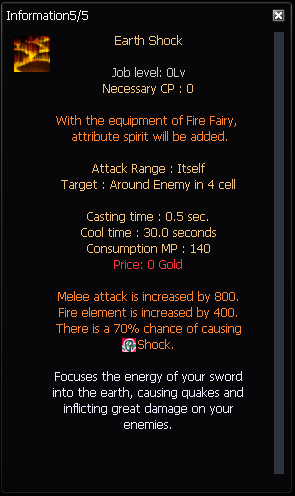 Information5/5
Earth Shock
Job level: 0Lv
Necessary CP : 0
With the equipment of Fire Fairy,
attribute spirit will be added.
Attack Range : Itself
Target : Around Enemy in 4 cell
Casting time : 0.5 sec.
Cool time : 30.0 seconds
Consumption MP : 140
Price: 0 Gold
Melee attack is increased by 800.
Fire element is increased by 400.
There is a 70% chance of causing
Shock.
Focuses the energy of your sword
into the earth, causing quakes and
inflicting great damage on your
enemies.